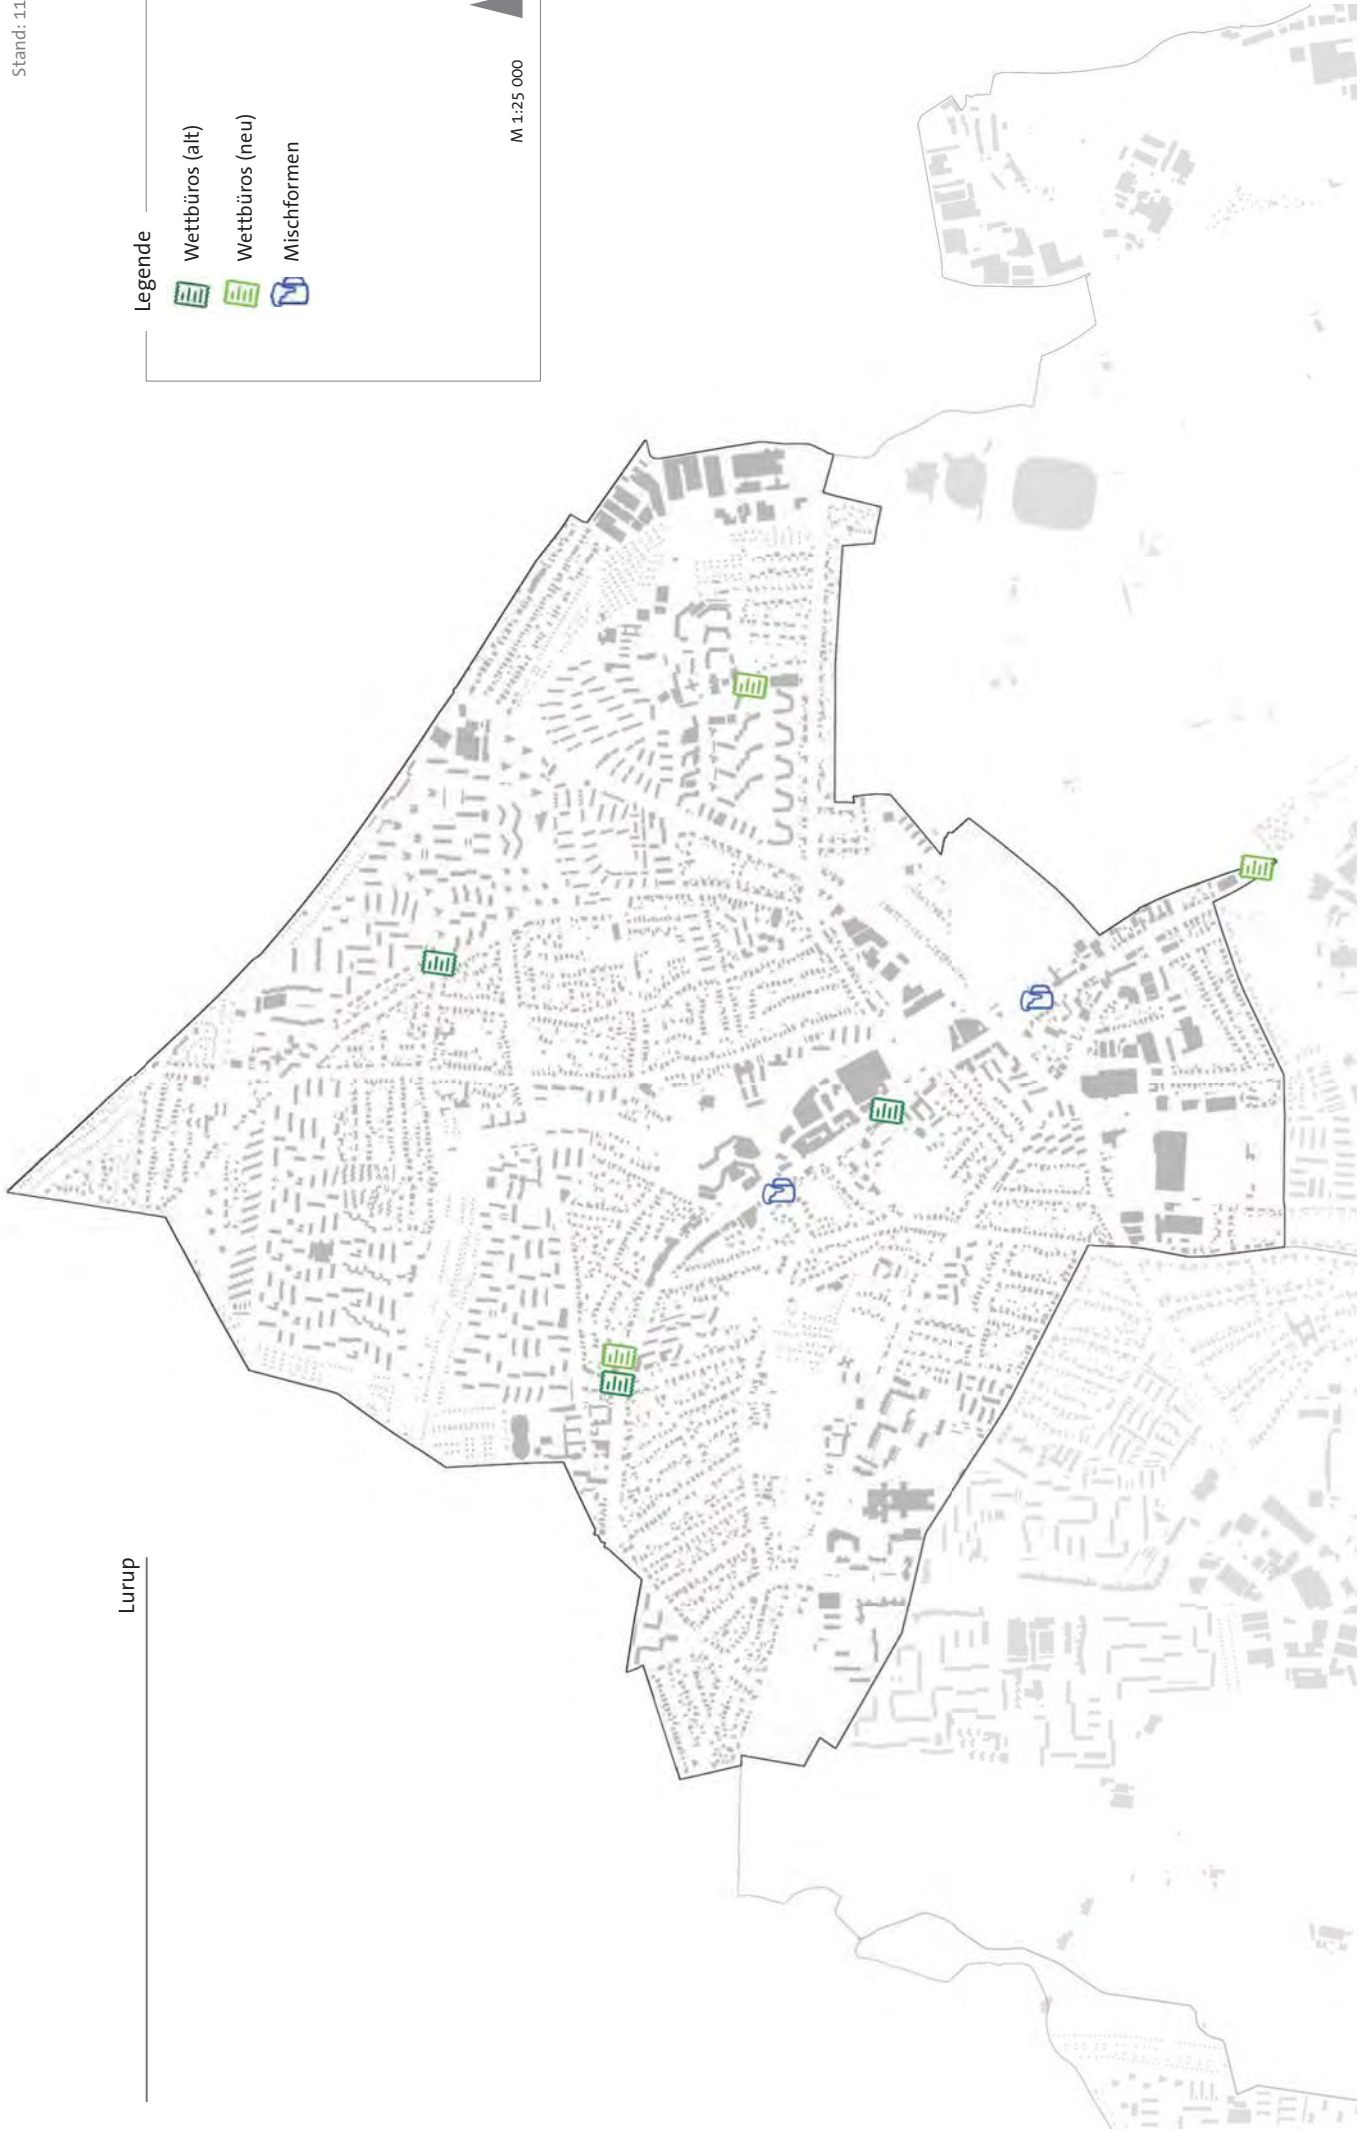 Lurup
Stand: 11
Legende
Wettbüros (alt)
Wettbüros (neu)
Mischformen
M 1:25 000